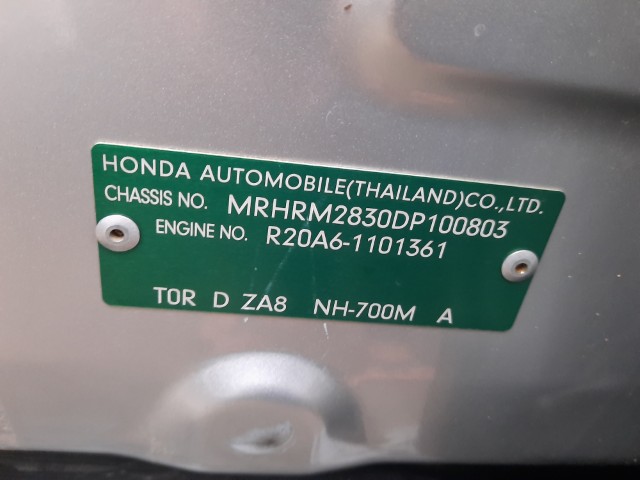 HONDA AUTOMOBILE(THAILAND)CO.,LTD.
CHASSIS NO. MRHRM2830DP100803
ENGINE NO. R20A6-1101361
TOR D ZA8 NH-700M A